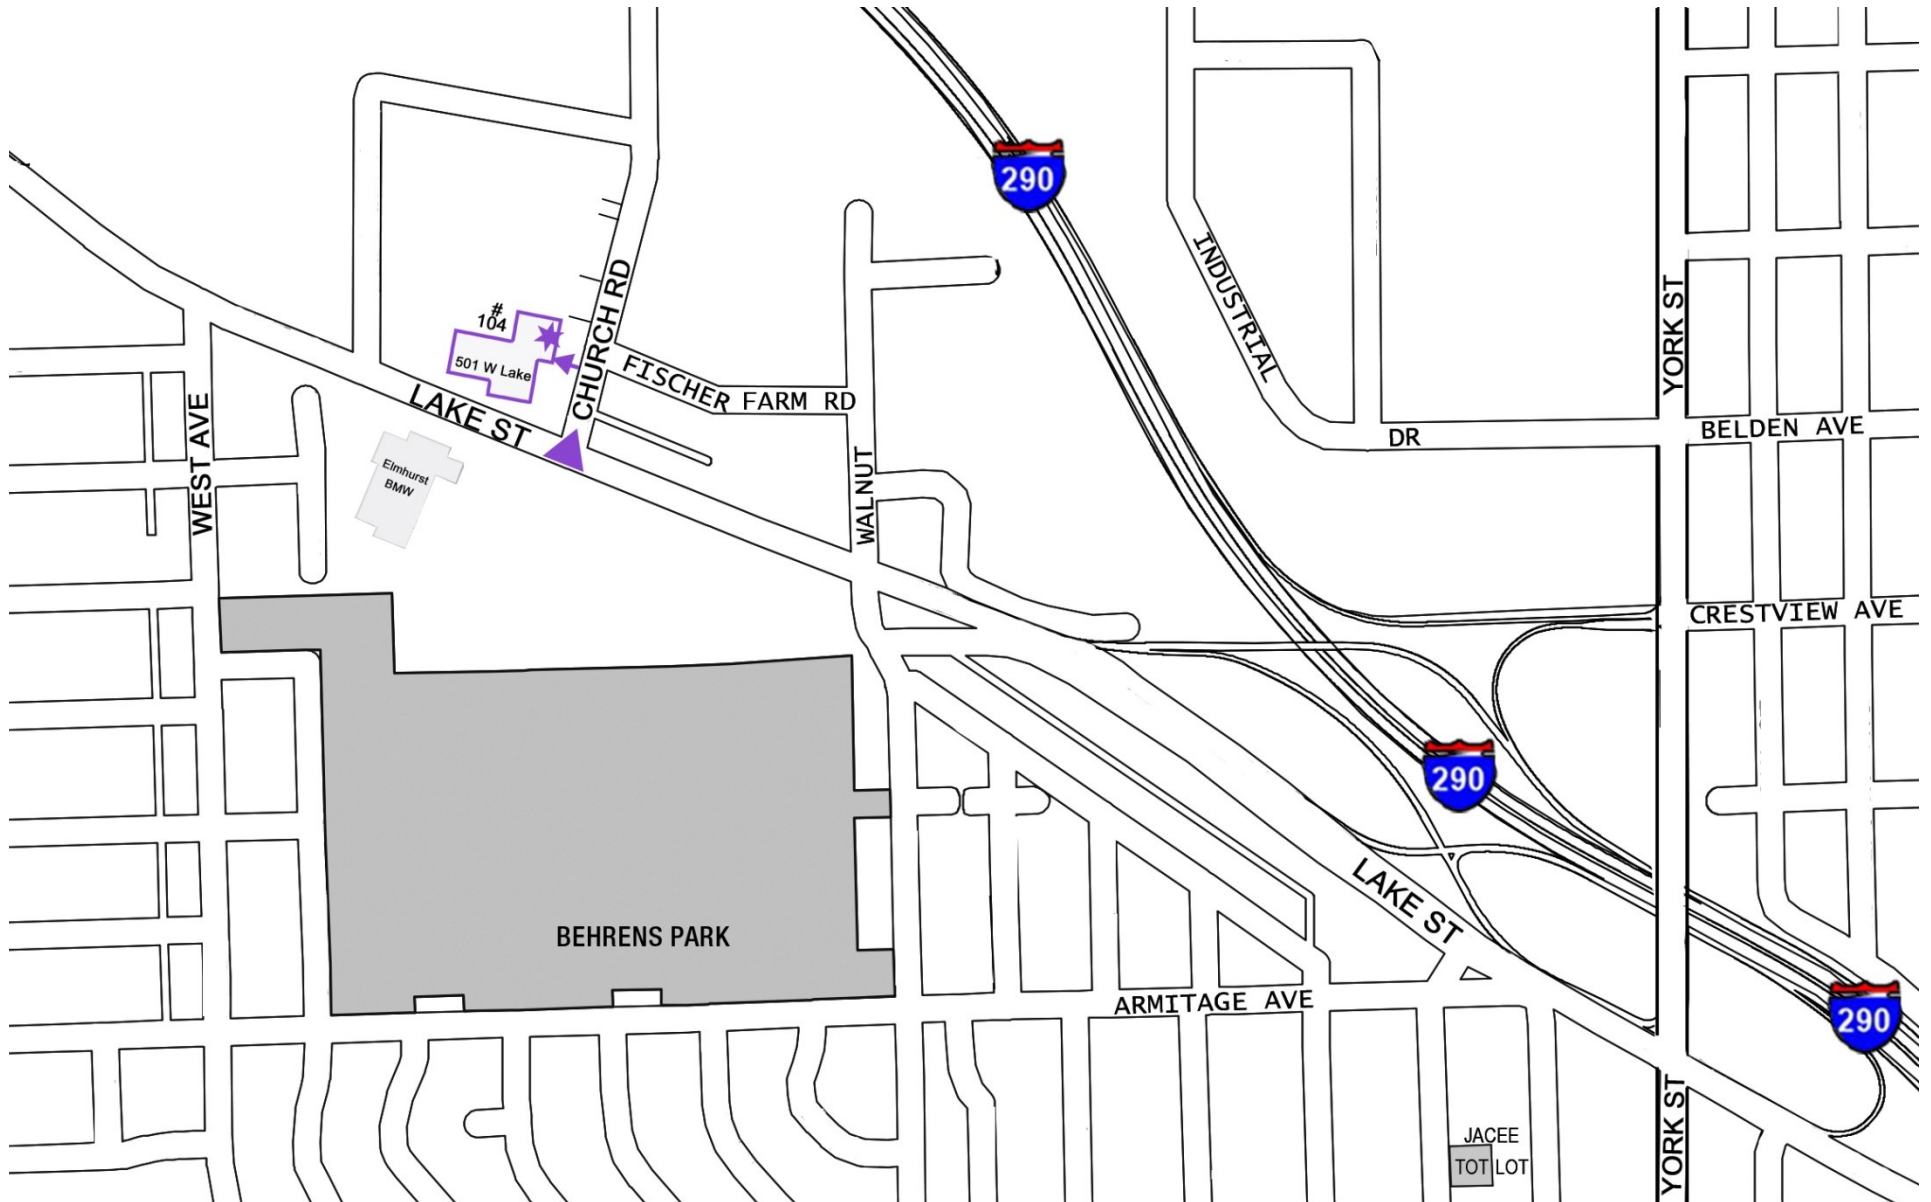 290
INDUSTRIAL
DR
YORK ST
BELDEN AVE
CHURCH RD
#
104
501 W Lake
FISCHER FARM RD
LAKE ST
WEST AVE
Elmhurst
BMW
WALNUT
CRESTVIEW AVE
290
LAKE ST
BEHRENS PARK
ARMITAGE AVE
290
YORK ST
JACEE
TOT LOT